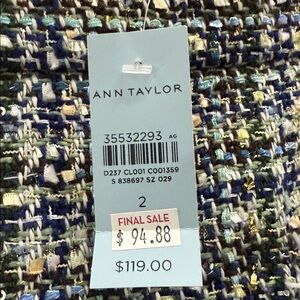 ANN TAYLOR
35532293 AG
D237 CL001 C001359
S 838697 SZ 029
2
FINAL SALE
$ 94.88
$119.00